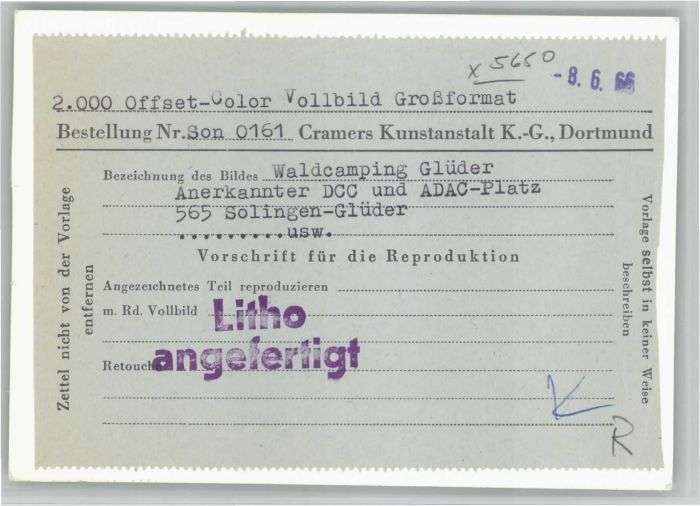 x 5650
- 8. 6. 66
2.000 Offset-Color Vollbild Großformat
Bestellung Nr. Son 0161 Cramers Kunstanstalt K.-G., Dortmund
Bezeichnung des Bildes Waldcamping Glüder
Anerkannter DCC und ADAC-Platz
565 Solingen-Glüder
.........usw.
Vorschrift für die Reproduktion
Angezeichnetes Teil reproduzieren
m. Rd. Vollbild
Litho
angefertigt
Retouch
Zettel nicht von der Vorlage
entfernen
Vorlage selbst in keiner Weise
beschreiben
K
R